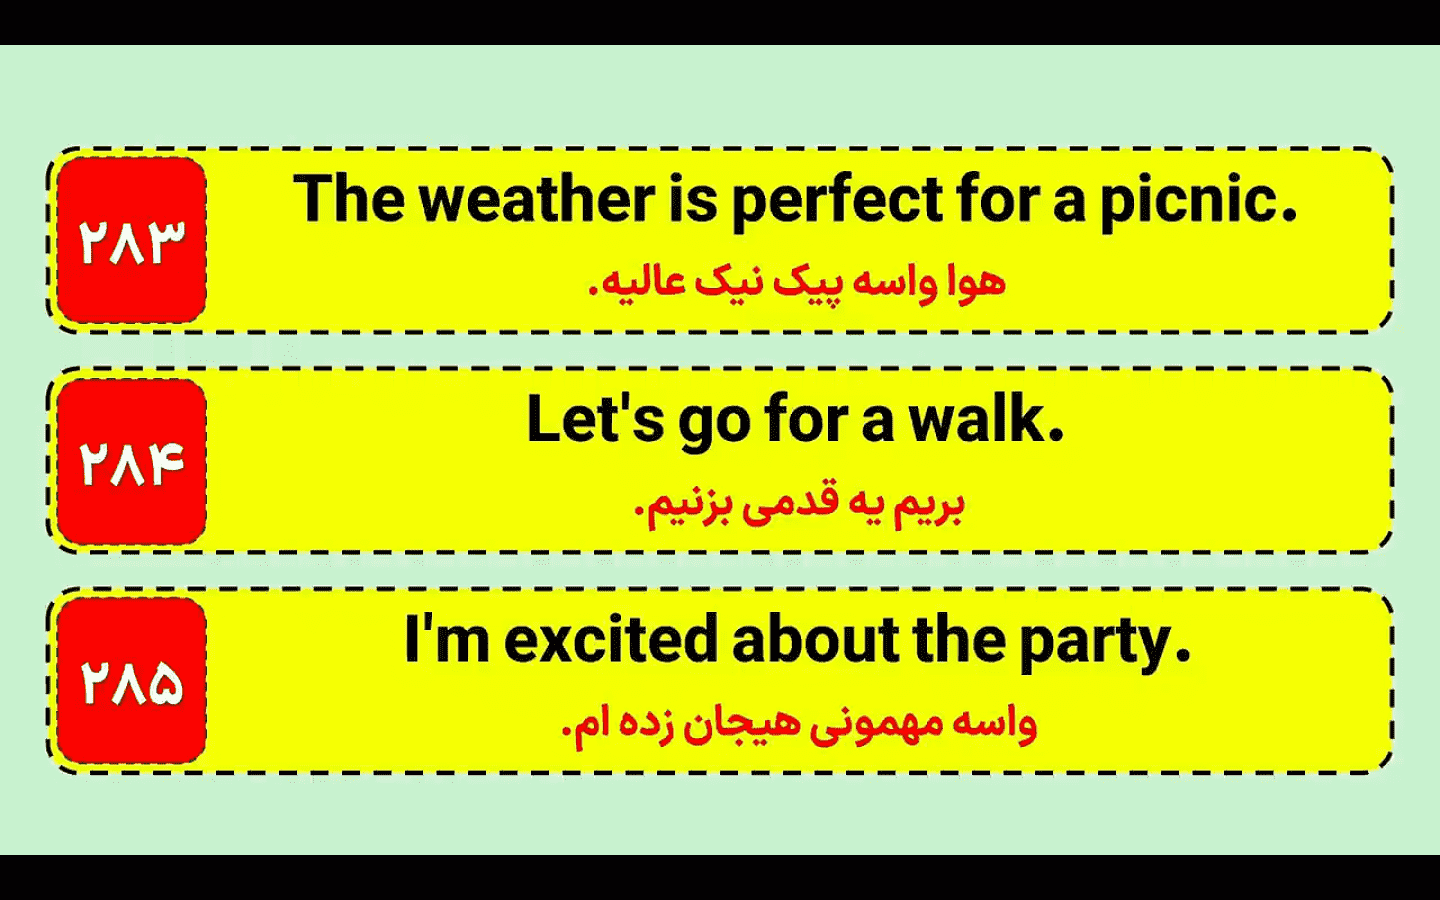 ۲۸۳
The weather is perfect for a picnic.
هوا واسه پیک نیک عالیه.
۲۸۴
Let's go for a walk.
بریم یه قدمی بزنیم.
۲۸۵
I'm excited about the party.
واسه مهمونی هیجان زده ام.